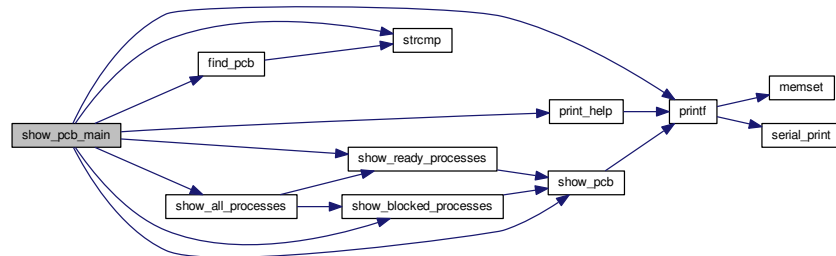 show_pcb_main
find_pcb
strcmp
print_help
printf
memset
serial_print
show_ready_processes
show_all_processes
show_blocked_processes
show_pcb